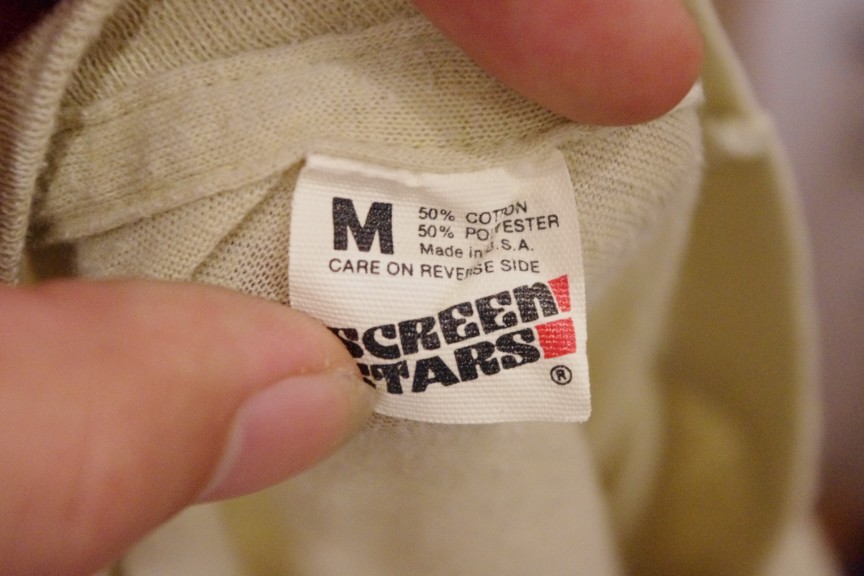 M
50% COTTON
50% POLYESTER
Made in U.S.A.
CARE ON REVERSE SIDE
SCREEN
STARS
®